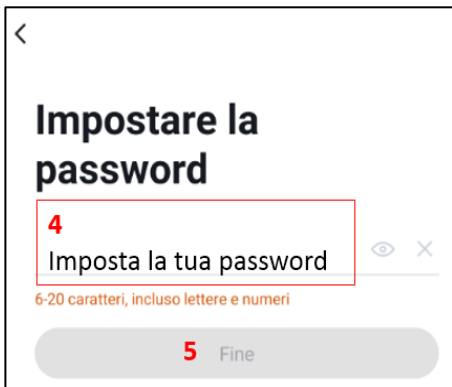 Impostare la
password
4
Imposta la tua password
6-20 caratteri, incluso lettere e numeri
5 Fine